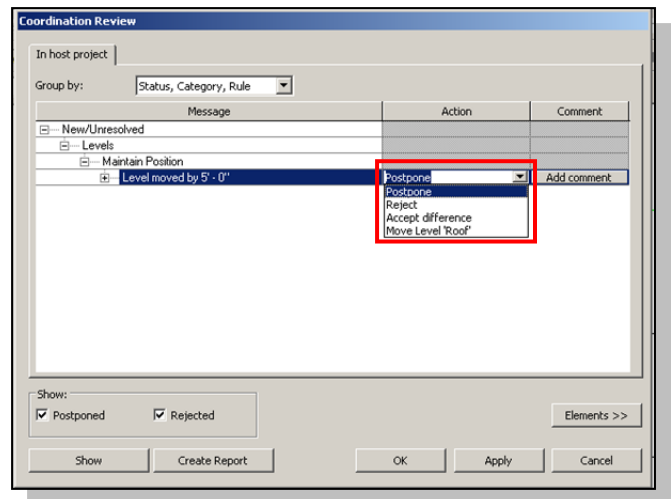 Coordination Review
In host project
Group by: Status, Category, Rule
Message Action Comment
New/Unresolved
Levels
Maintain Position
Level moved by 5' - 0" Postpone Add comment
Postpone
Reject
Accept difference
Move Level 'Roof'
Show:
Postponed Rejected Elements >>
Show Create Report OK Apply Cancel